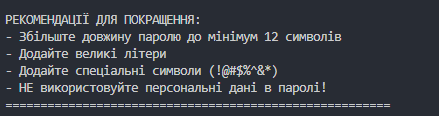 РЕКОМЕНДАЦІЇ ДЛЯ ПОКРАЩЕННЯ:
- Збільште довжину паролю до мінімум 12 символів
- Додайте великі літери
- Додайте спеціальні символи (!@#$%^&*)
- НЕ використовуйте персональні дані в паролі!
=======================================================